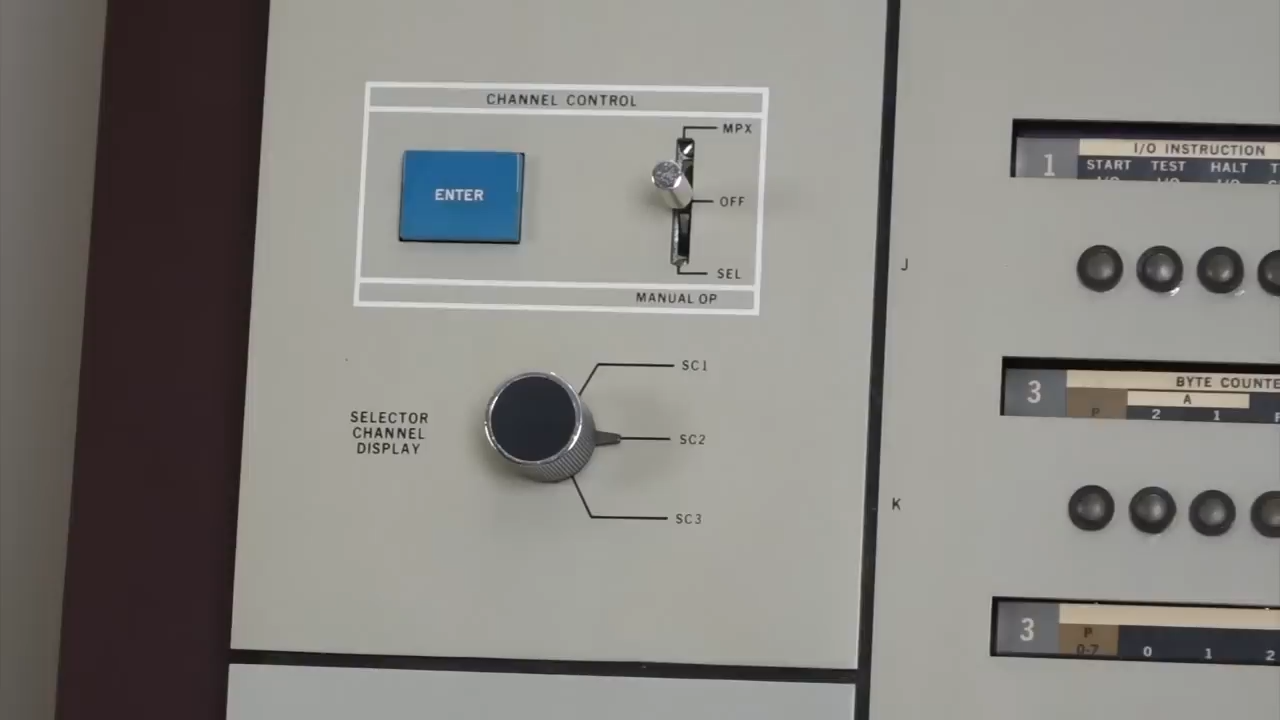 CHANNEL CONTROL
ENTER
MPX
OFF
SEL
MANUAL OP
SELECTOR
CHANNEL
DISPLAY
SC1
SC2
SC3
J
K
1
I/O INSTRUCTION
START TEST HALT
3
BYTE COUNTE
A
P 2 1
3
P
0-7 0 1 2